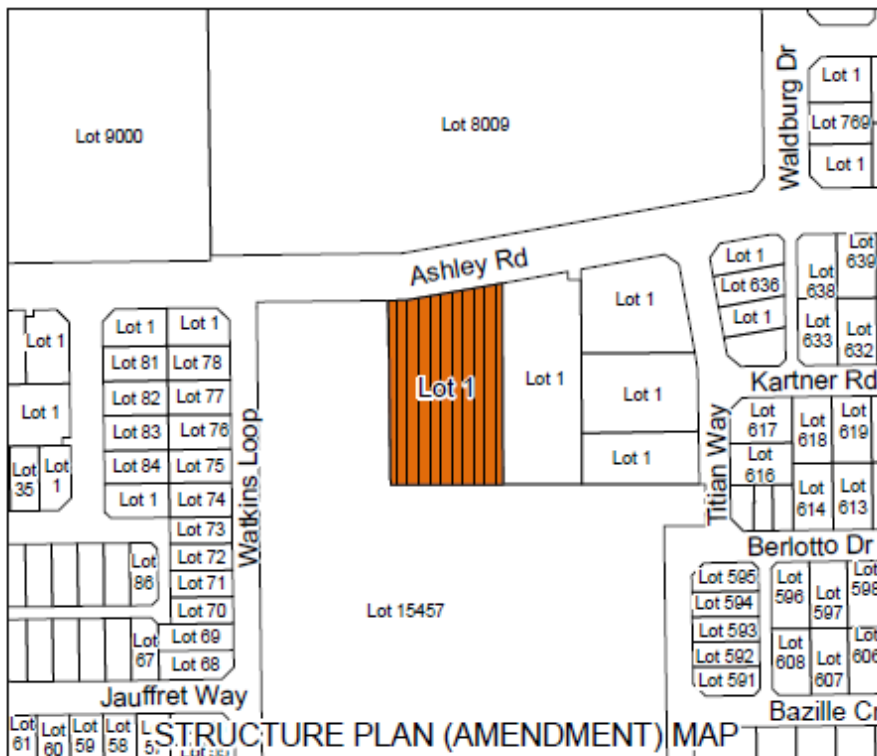 Lot 1
Waldburg Dr
Lot 9000
Lot 8009
Lot 769
Lot 1
Ashley Rd
Lot 1
Lot 636
Lot 1
Lot
638
Lot
639
Lot
633
Lot
632
Kartner Rd
Lot 1
Lot 1
Lot 1
Lot 1
Lot 1
Lot 1
Lot 1
Lot 1
Lot 81
Lot 78
Lot 82
Lot 77
Lot 1
Lot 83
Lot 76
Lot 84
Lot 75
Lot
35
Lot
1
Lot 1
Lot 74
Lot 73
Watkins Loop
Titian Way
Lot
617
Lot
618
Lot
619
Lot
616
Lot
614
Lot
613
Berlotto Dr
Lot
86
Lot 72
Lot 71
Lot 70
Lot 69
Lot
67
Lot 68
Lot 15457
Lot 595
Lot 594
Lot 593
Lot 592
Lot 591
Lot
596
Lot
597
Lot
598
Lot
608
Lot
607
Lot
606
Jauffret Way
Bazille Cr
Lot
61
Lot
60
Lot
59
Lot
58
STRUCTURE PLAN (AMENDMENT) MAP